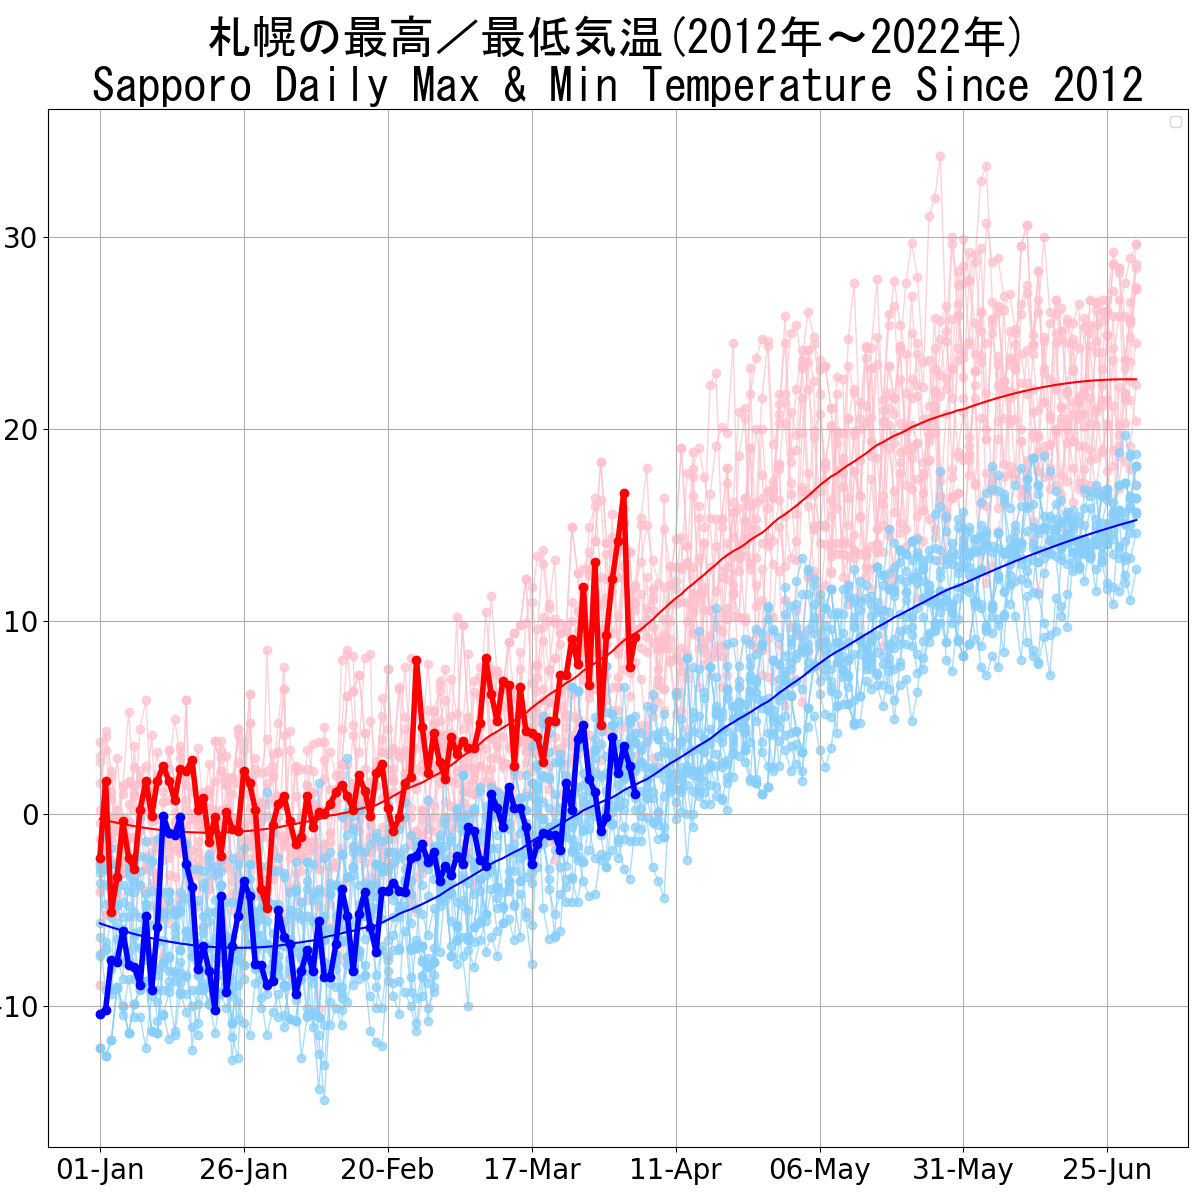 札幌の最高／最低気温(2012年〜2022年)
Sapporo Daily Max & Min Temperature Since 2012
30
20
10
0
-10
01-Jan 26-Jan 20-Feb 17-Mar 11-Apr 06-May 31-May 25-Jun